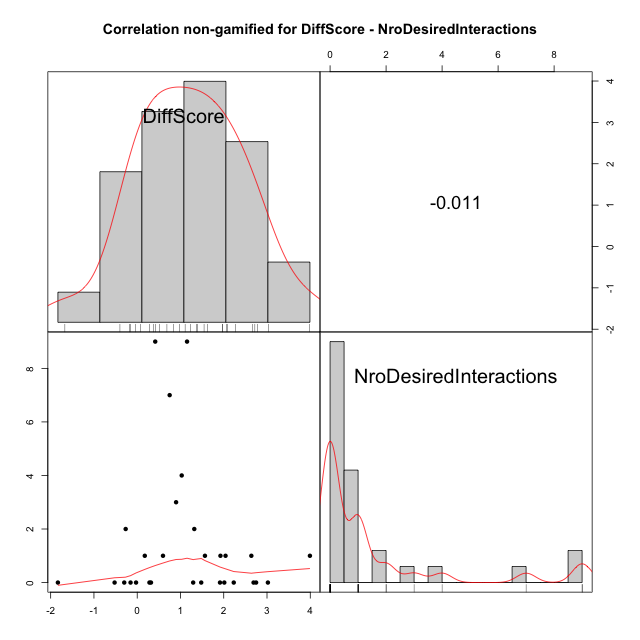 Correlation non-gamified for DiffScore - NroDesiredInteractions
0 2 4 6 8
DiffScore
-0.011
4
3
2
1
0
-1
-2
NroDesiredInteractions
8
6
4
2
0
-2 -1 0 1 2 3 4